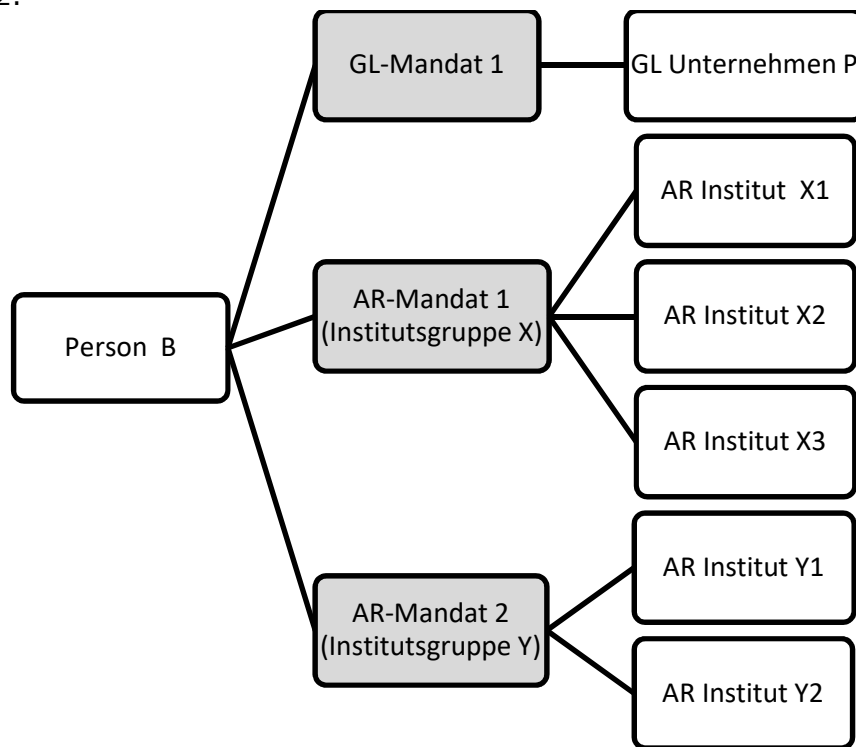 2.
GL-Mandat 1
GL Unternehmen P
AR Institut X1
AR-Mandat 1
(Institutsgruppe X)
AR Institut X2
Person B
AR Institut X3
AR Institut Y1
AR-Mandat 2
(Institutsgruppe Y)
AR Institut Y2